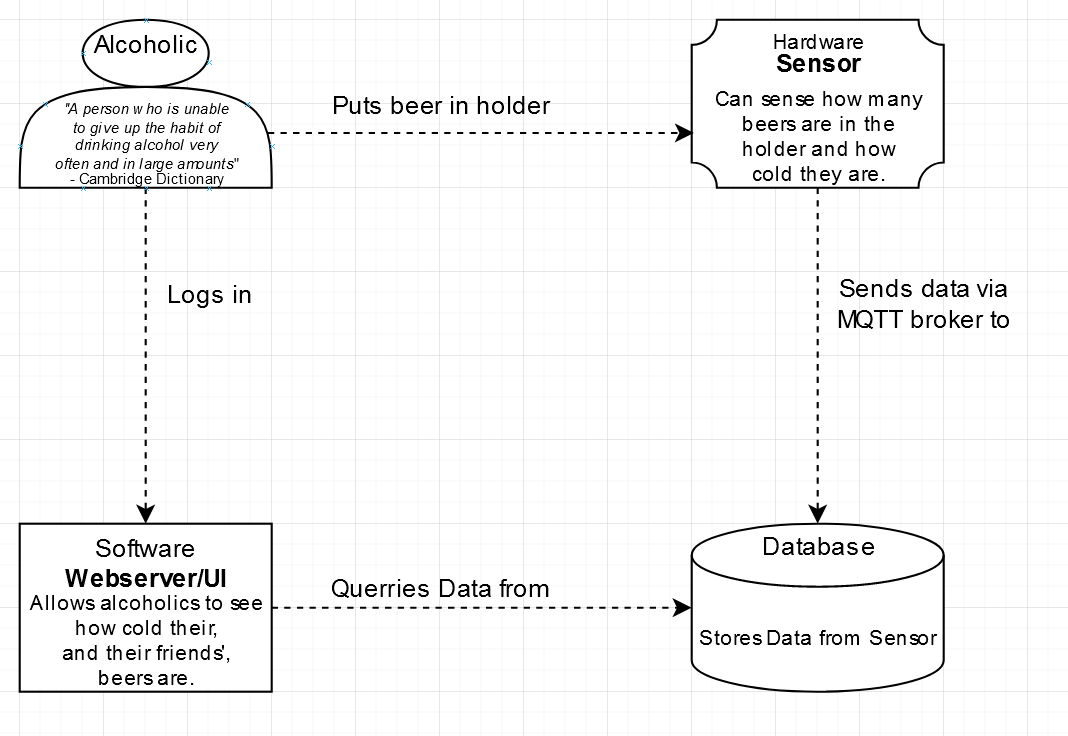 Alcoholic
"A person who is unable
to give up the habit of
drinking alcohol very
often and in large amounts"
- Cambridge Dictionary
Puts beer in holder
Hardware
Sensor
Can sense how many
beers are in the
holder and how
cold they are.
Logs in
Sends data via
MQTT broker to
Software
Webserver/UI
Allows alcoholics to see
how cold their,
and their friends',
beers are.
Querries Data from
Database
Stores Data from Sensor